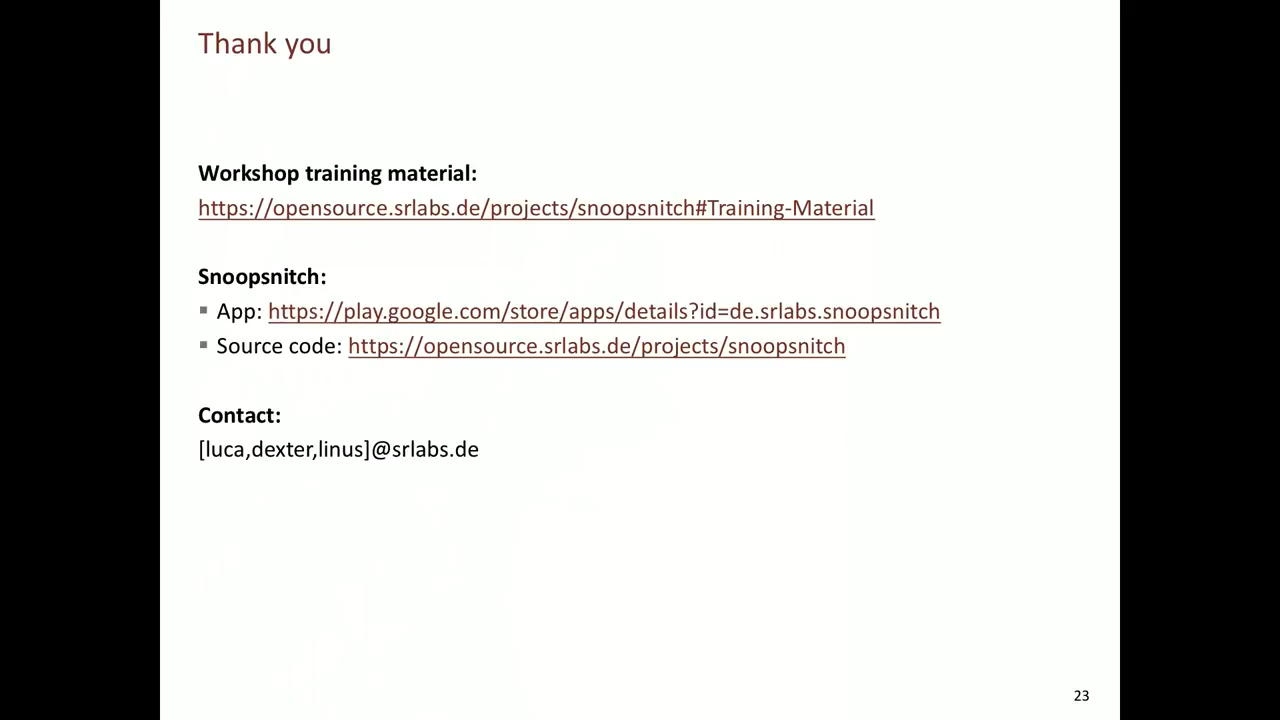 Thank you
Workshop training material:
https://opensource.srlabs.de/projects/snoopsnitch#Training-Material
Snoopsnitch:
▪ App: https://play.google.com/store/apps/details?id=de.srlabs.snoopsnitch
▪ Source code: https://opensource.srlabs.de/projects/snoopsnitch
Contact:
[luca,dexter,linus]@srlabs.de
23